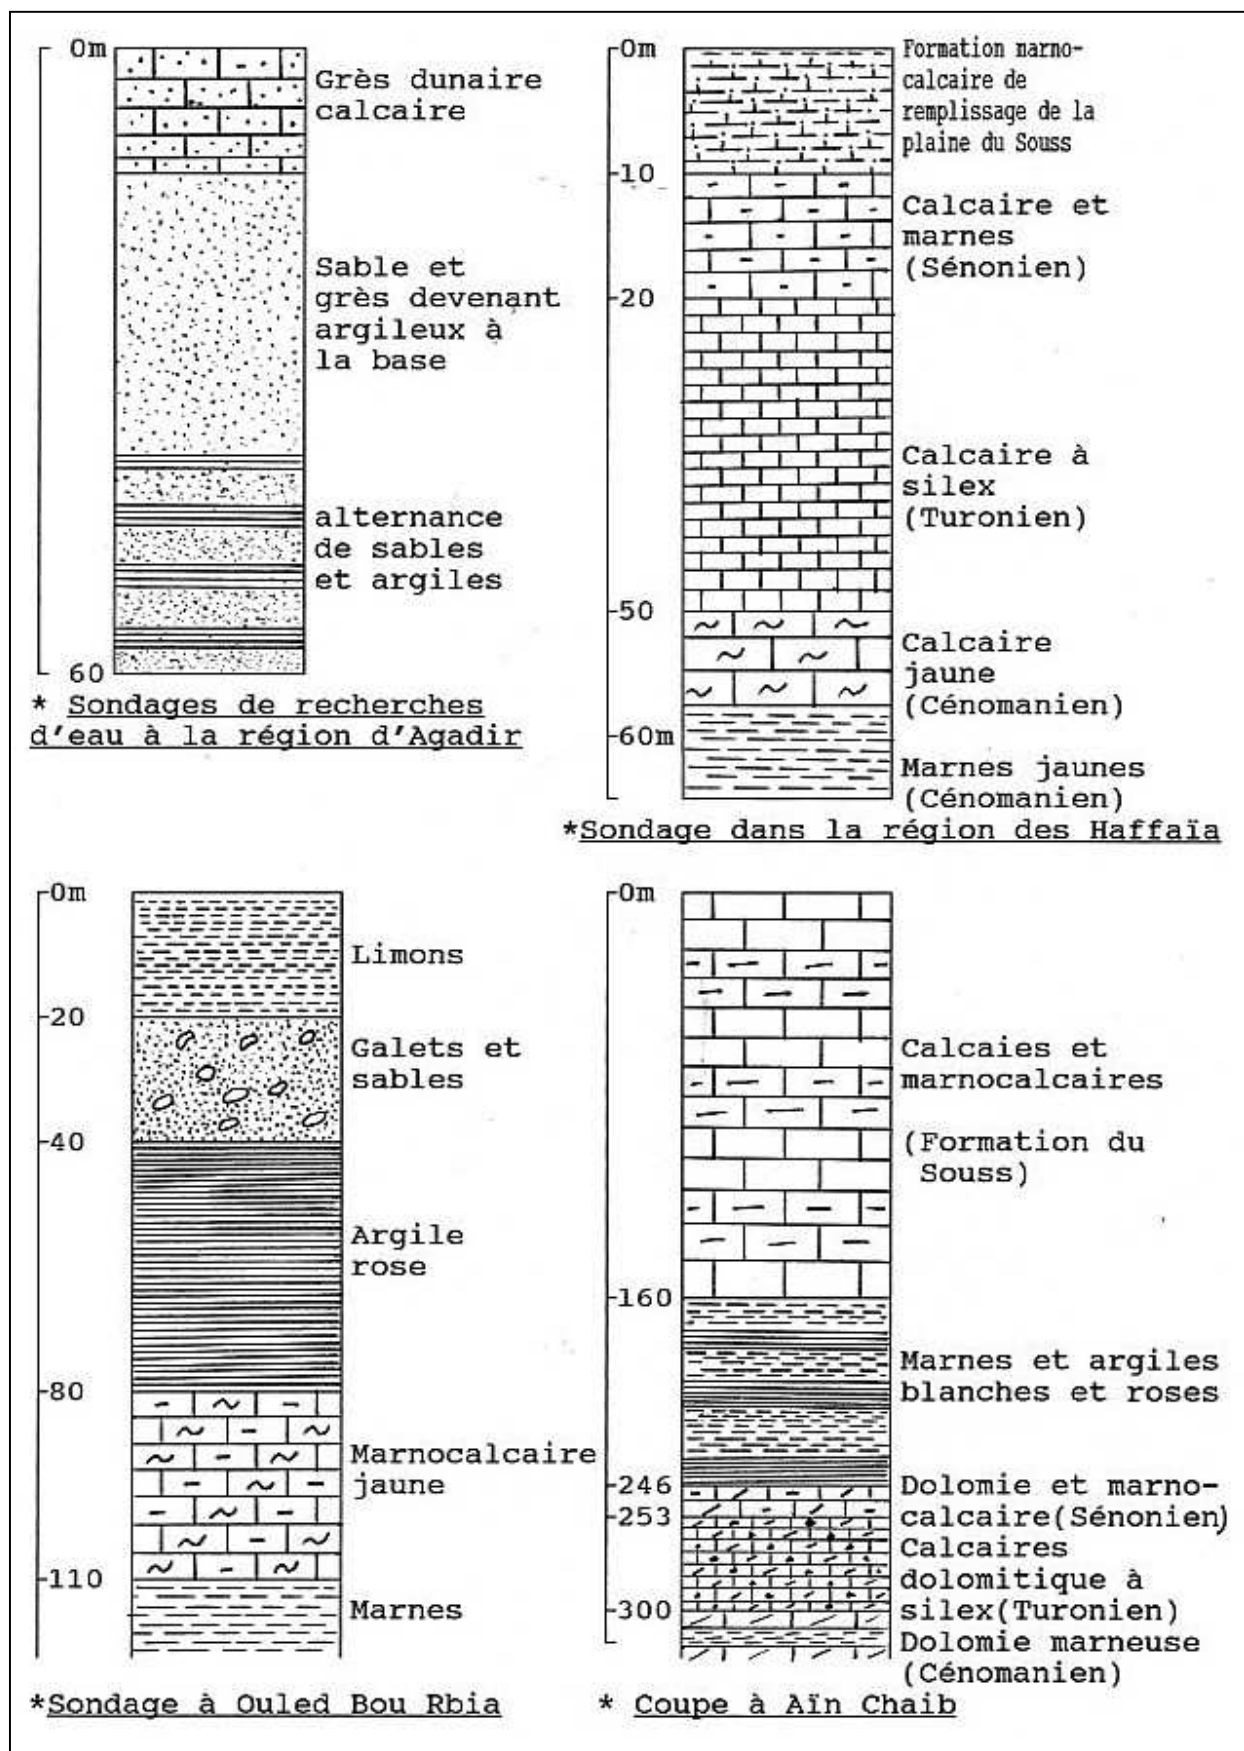 0m
Grès dunaire
calcaire
Sable et
grès devenant
argileux à
la base
alternance
de sables
et argiles
60
* Sondages de recherches
d'eau à la région d'Agadir
0m
Formation marno-
calcaire de
remplissage de la
plaine du Souss
10
Calcaire et
marnes
(Sénonien)
20
Calcaire à
silex
(Turonien)
50
Calcaire
jaune
(Cénomanien)
60m
Marnes jaunes
(Cénomanien)
*Sondage dans la région des Haffaïa
0m
Limons
20
Galets et
sables
40
Argile
rose
80
Marnocalcaire
jaune
110
Marnes
*Sondage à Ouled Bou Rbia
0m
Calcaies et
marnocalcaires
(Formation du
Souss)
160
Marnes et argiles
blanches et roses
246
Dolomie et marno-
253
calcaire(Sénonien)
Calcaires
dolomitique à
300
silex(Turonien)
Dolomie marneuse
(Cénomanien)
* Coupe à Aïn Chaib